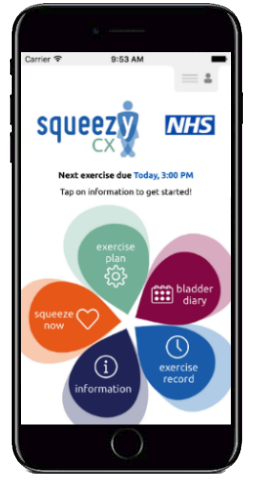 Carrier 9:53 AM
squeezy
CX
NHS
Next exercise due Today, 3:00 PM
Tap on information to get started!
exercise
plan
bladder
diary
squeeze
now
exercise
record
information